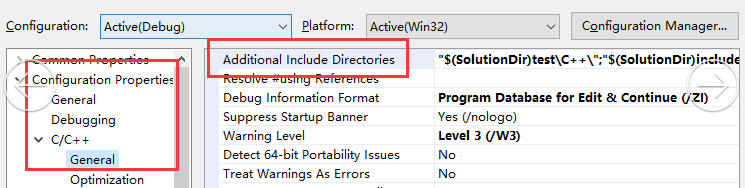 Configuration: Active(Debug) Platform: Active(Win32) Configuration Manager...
Common Properties
Configuration Properties
General
Debugging
C/C++
General
Optimization
Additional Include Directories "$(SolutionDir)test\C++\";"$(SolutionDir)include
Resolve #using References
Debug Information Format Program Database for Edit & Continue (/ZI)
Suppress Startup Banner Yes (/nologo)
Warning Level Level 3 (/W3)
Detect 64-bit Portability Issues No
Treat Warnings As Errors No